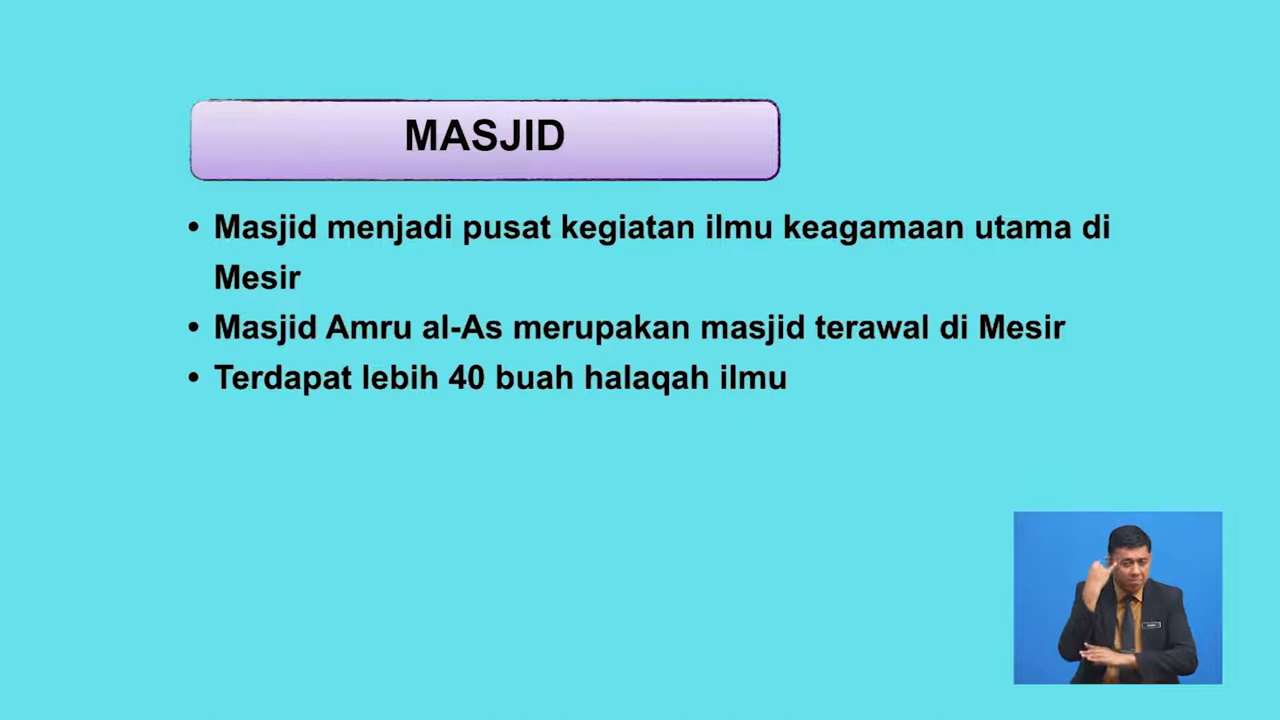 MASJID
• Masjid menjadi pusat kegiatan ilmu keagamaan utama di
Mesir
• Masjid Amru al-As merupakan masjid terawal di Mesir
• Terdapat lebih 40 buah halaqah ilmu